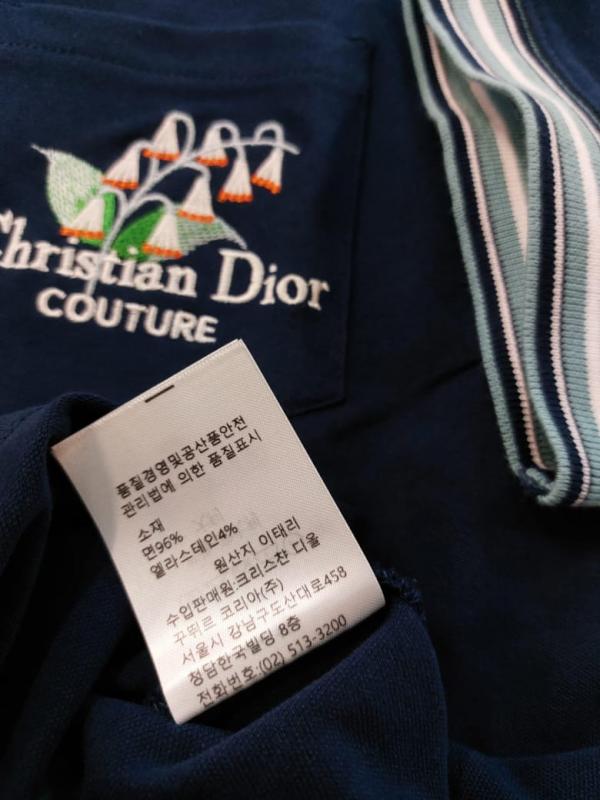 Christian Dior
COUTURE
품질경영및공산품안전
관리법에 의한 품질표시
소재
면96%
엘라스테인4%
원산지 이태리
수입판매원:크리스챤 디올
꾸뛰르 코리아(주)
서울시 강남구도산대로458
청담한국빌딩 8층
전화번호:(02) 513-3200